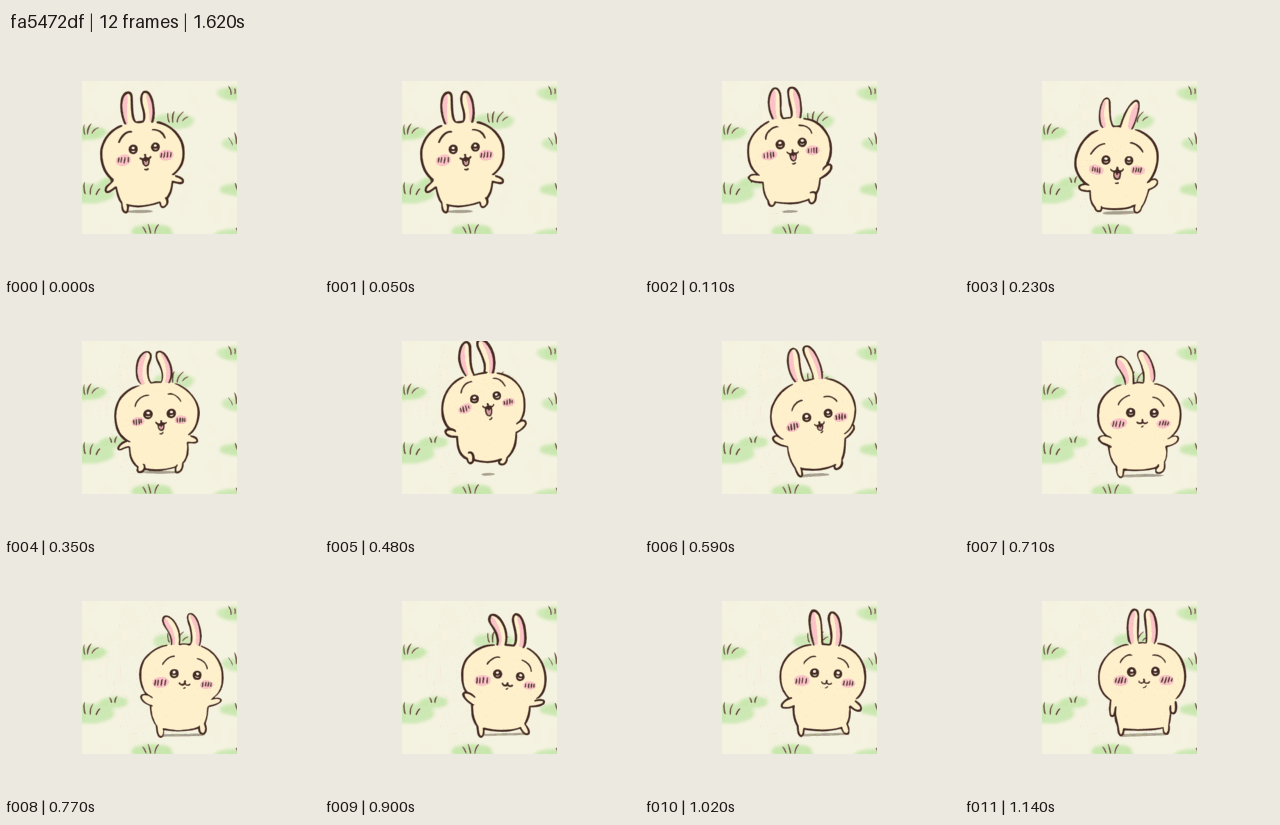 fa5472df | 12 frames | 1.620s
f000 | 0.000s
f001 | 0.050s
f002 | 0.110s
f003 | 0.230s
f004 | 0.350s
f005 | 0.480s
f006 | 0.590s
f007 | 0.710s
f008 | 0.770s
f009 | 0.900s
f010 | 1.020s
f011 | 1.140s